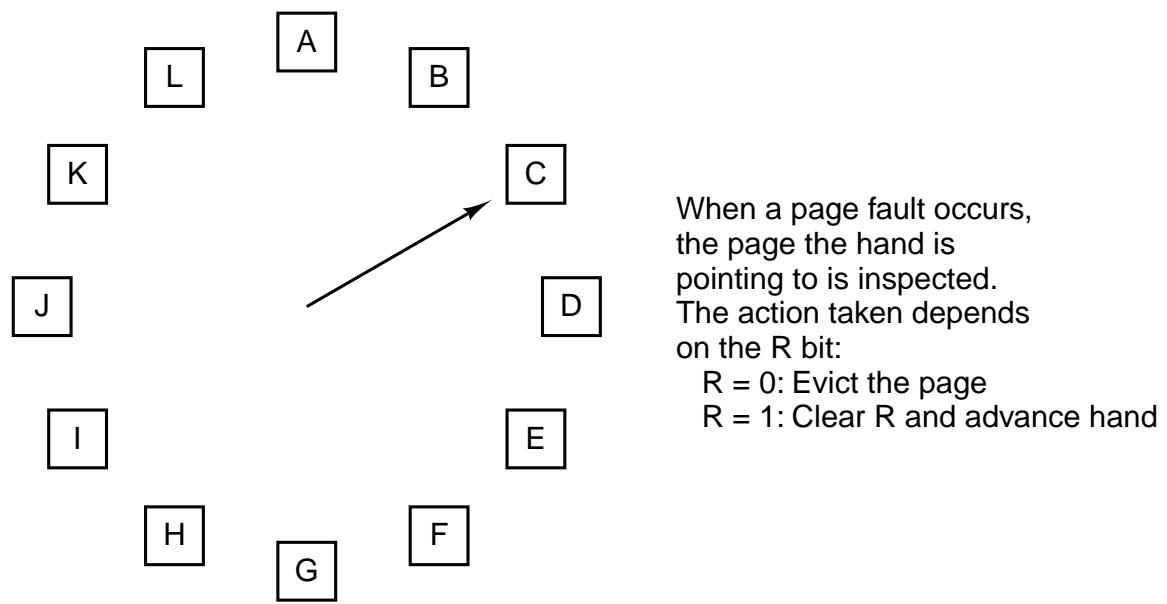 A
L
B
K
C
J
D
I
E
H
F
G
When a page fault occurs,
the page the hand is
pointing to is inspected.
The action taken depends
on the R bit:
R = 0: Evict the page
R = 1: Clear R and advance hand